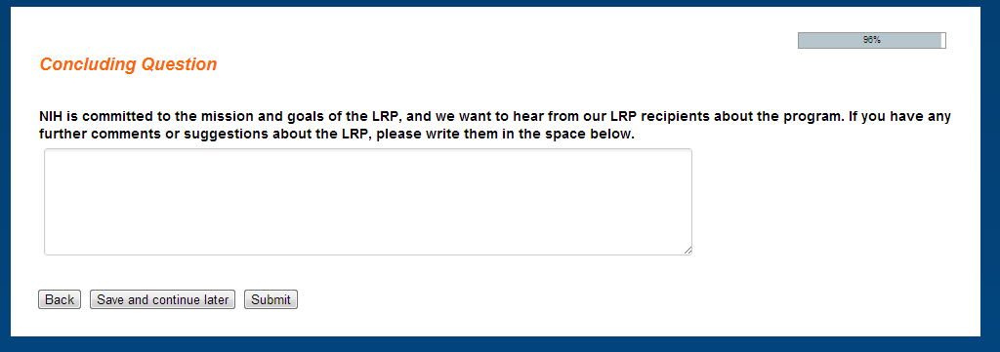 96%
Concluding Question
NIH is committed to the mission and goals of the LRP, and we want to hear from our LRP recipients about the program. If you have any
further comments or suggestions about the LRP, please write them in the space below.
Back Save and continue later Submit